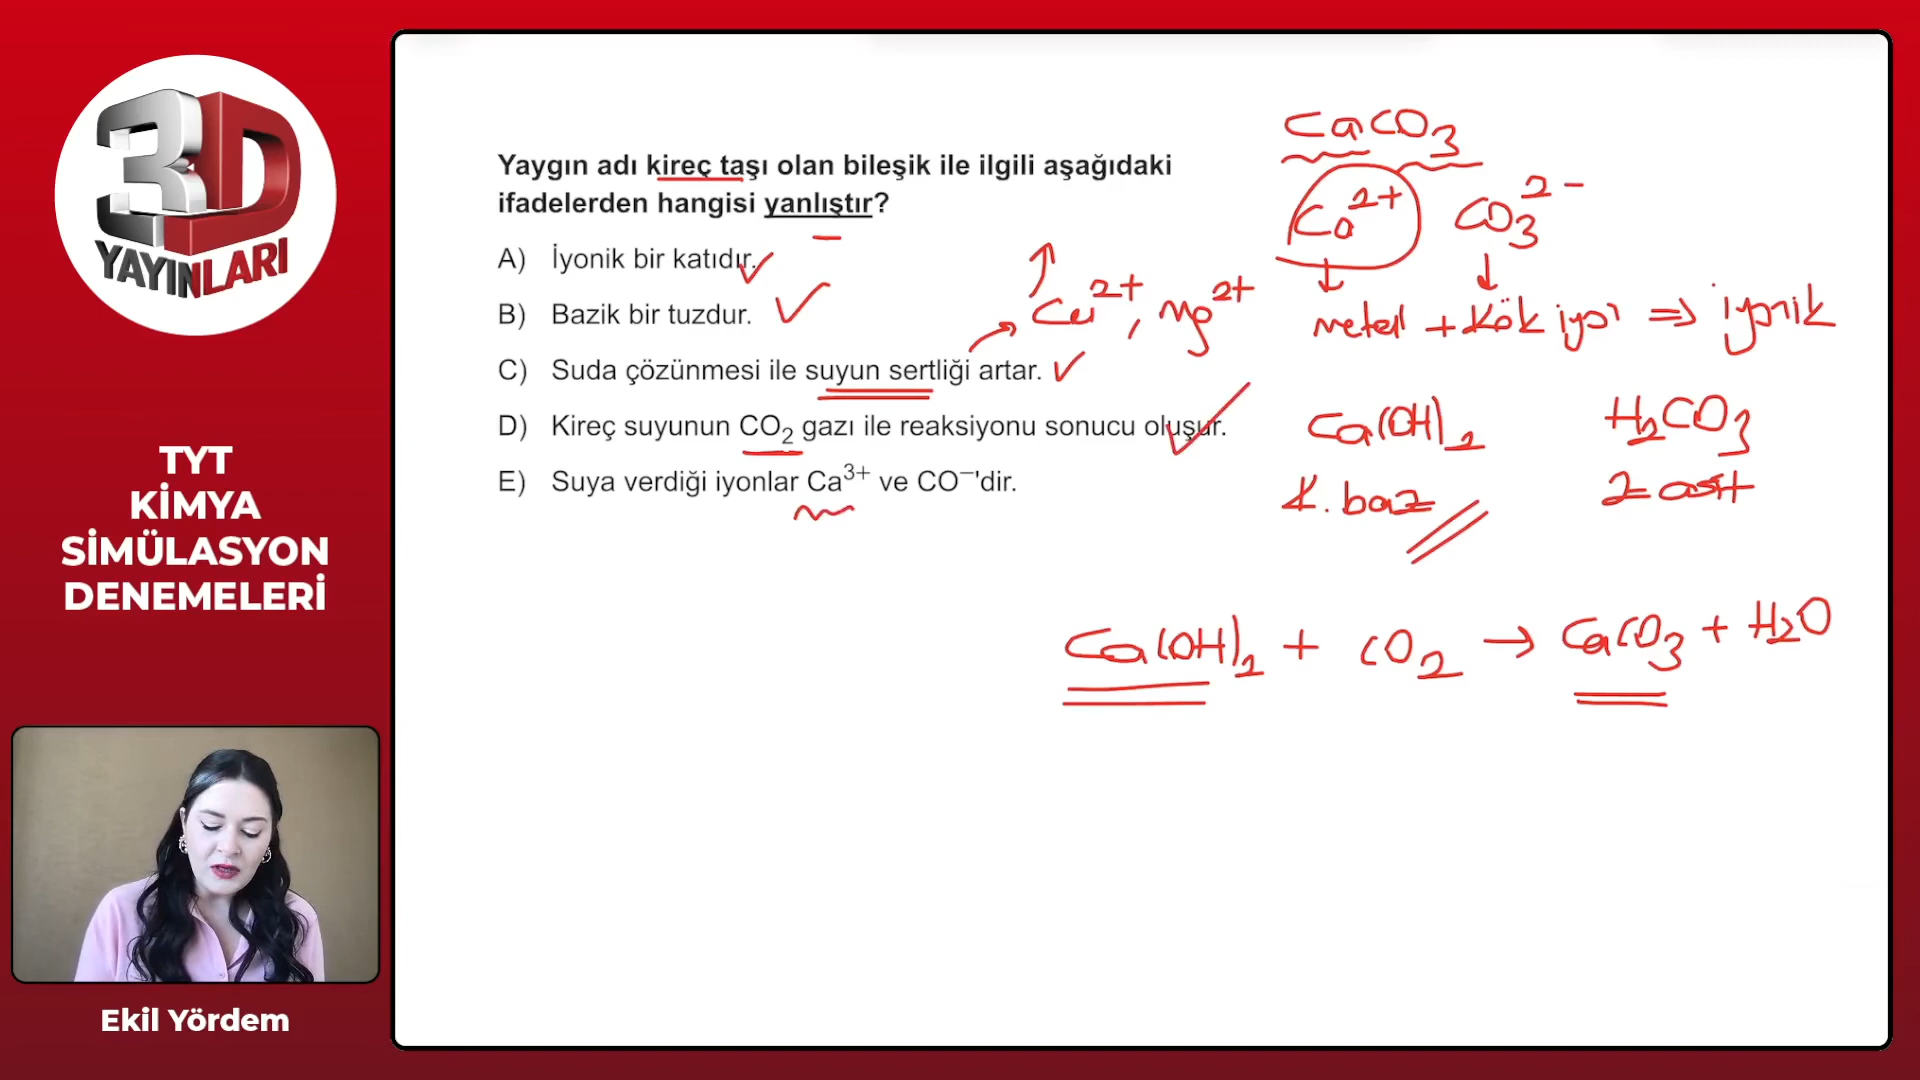 3D
YAYINLARI
TYT
KİMYA
SİMÜLASYON
DENEMELERİ
Ekil Yördem
Yaygın adı kireç taşı olan bileşik ile ilgili aşağıdaki
ifadelerden hangisi yanlıştır?
A) İyonik bir katıdır.
B) Bazik bir tuzdur.
C) Suda çözünmesi ile suyun sertliği artar.
D) Kireç suyunun CO₂ gazı ile reaksiyonu sonucu oluşur.
E) Suya verdiği iyonlar Ca³⁺ ve CO⁻'dir.
CaCO₃
Ca²⁺ CO₃²⁻
Ca²⁺, Mg²⁺
metal + kök iyon ⇒ iyonik
Ca(OH)₂ H₂CO₃
K. baz Z asit
Ca(OH)₂ + CO₂ → CaCO₃ + H₂O